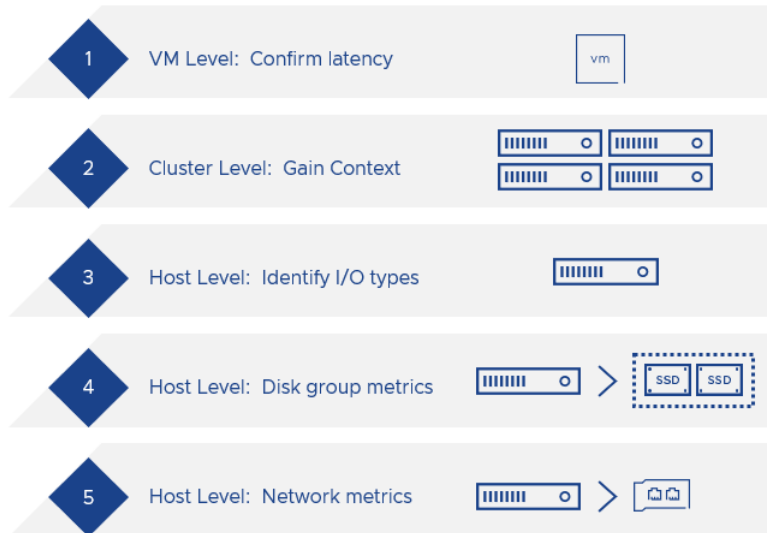 1
VM Level: Confirm latency
vm
2
Cluster Level: Gain Context
3
Host Level: Identify I/O types
4
Host Level: Disk group metrics
SSD SSD
5
Host Level: Network metrics